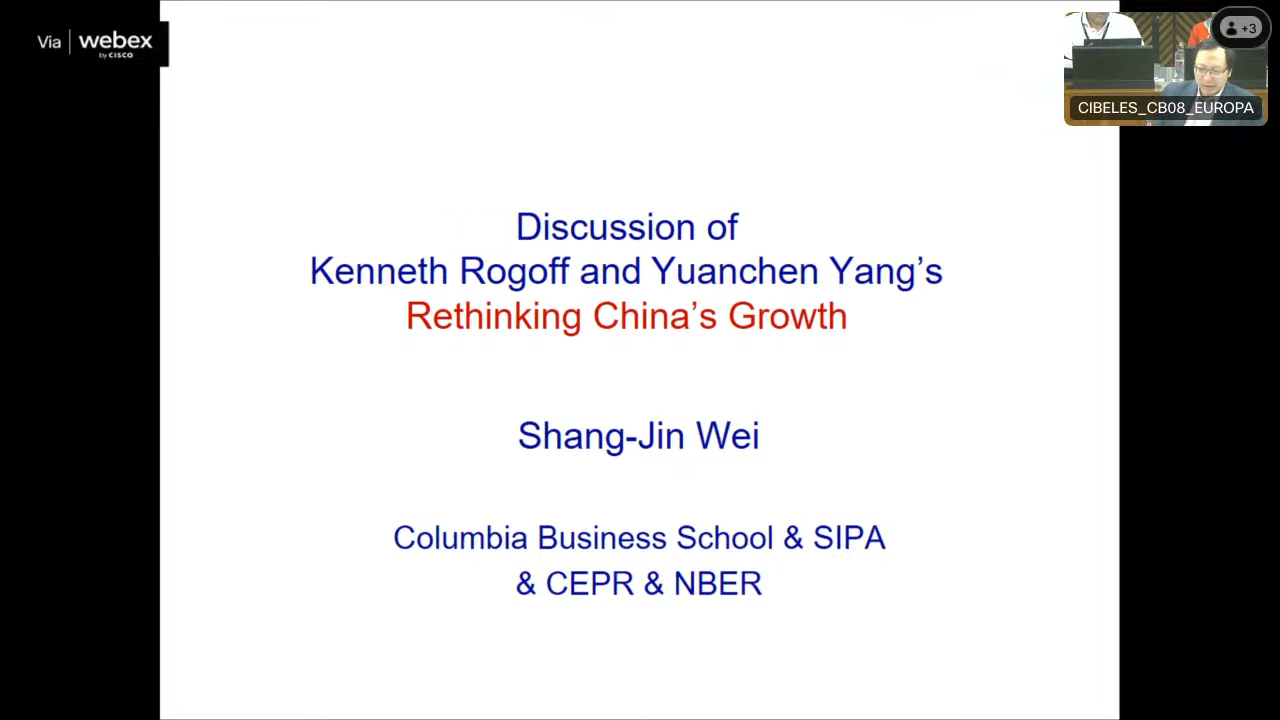 Via webex
by CISCO
+3
CIBELES_CB08_EUROPA
Discussion of
Kenneth Rogoff and Yuanchen Yang’s
Rethinking China’s Growth
Shang-Jin Wei
Columbia Business School & SIPA
& CEPR & NBER